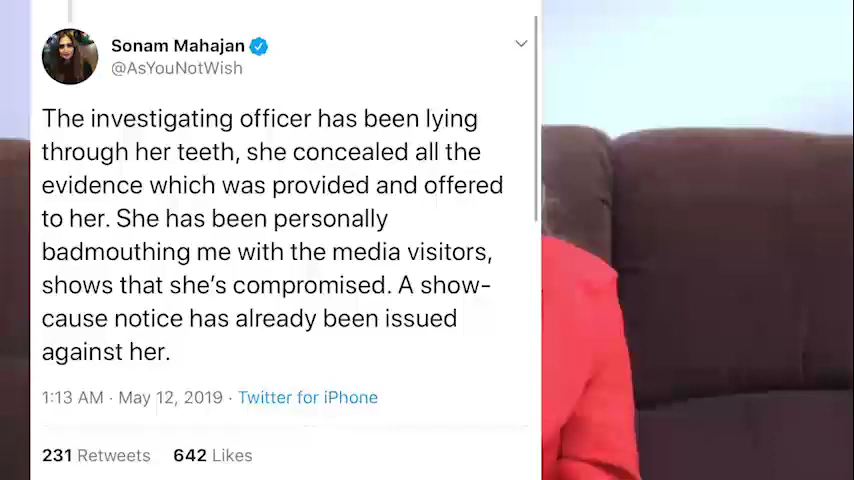 Sonam Mahajan
@AsYouNotWish
The investigating officer has been lying
through her teeth, she concealed all the
evidence which was provided and offered
to her. She has been personally
badmouthing me with the media visitors,
shows that she's compromised. A show-
cause notice has already been issued
against her.
1:13 AM · May 12, 2019 · Twitter for iPhone
231 Retweets 642 Likes